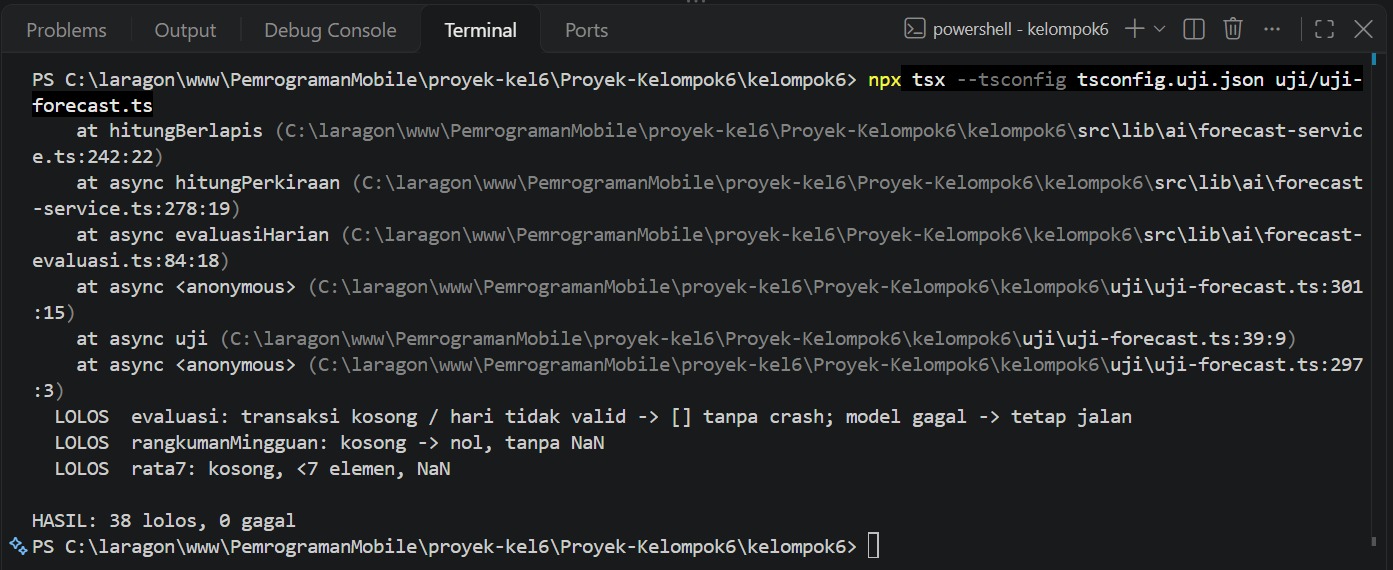 Problems Output Debug Console Terminal Ports powershell - kelompok6
PS C:\laragon\www\PemrogramanMobile\proyek-kel6\Proyek-Kelompok6\kelompok6> npx tsx --tsconfig tsconfig.uji.json uji/uji-
forecast.ts
at hitungBerlapis (C:\laragon\www\PemrogramanMobile\proyek-kel6\Proyek-Kelompok6\kelompok6\src\lib\ai\forecast-servic
e.ts:242:22)
at async hitungPerkiraan (C:\laragon\www\PemrogramanMobile\proyek-kel6\Proyek-Kelompok6\kelompok6\src\lib\ai\forecast
-service.ts:278:19)
at async evaluasiHarian (C:\laragon\www\PemrogramanMobile\proyek-kel6\Proyek-Kelompok6\kelompok6\src\lib\ai\forecast-
evaluasi.ts:84:18)
at async <anonymous> (C:\laragon\www\PemrogramanMobile\proyek-kel6\Proyek-Kelompok6\kelompok6\uji\uji-forecast.ts:301
:15)
at async uji (C:\laragon\www\PemrogramanMobile\proyek-kel6\Proyek-Kelompok6\kelompok6\uji\uji-forecast.ts:39:9)
at async <anonymous> (C:\laragon\www\PemrogramanMobile\proyek-kel6\Proyek-Kelompok6\kelompok6\uji\uji-forecast.ts:297
:3)
LOLOS evaluasi: transaksi kosong / hari tidak valid -> [] tanpa crash; model gagal -> tetap jalan
LOLOS rangkumanMingguan: kosong -> nol, tanpa NaN
LOLOS rata7: kosong, <7 elemen, NaN
HASIL: 38 lolos, 0 gagal
PS C:\laragon\www\PemrogramanMobile\proyek-kel6\Proyek-Kelompok6\kelompok6>